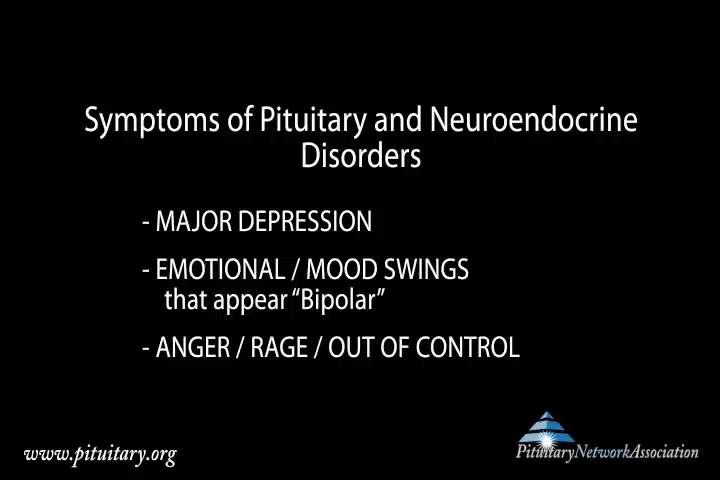 Symptoms of Pituitary and Neuroendocrine
Disorders
- MAJOR DEPRESSION
- EMOTIONAL / MOOD SWINGS
that appear “Bipolar”
- ANGER / RAGE / OUT OF CONTROL
www.pituitary.org
PituitaryNetworkAssociation